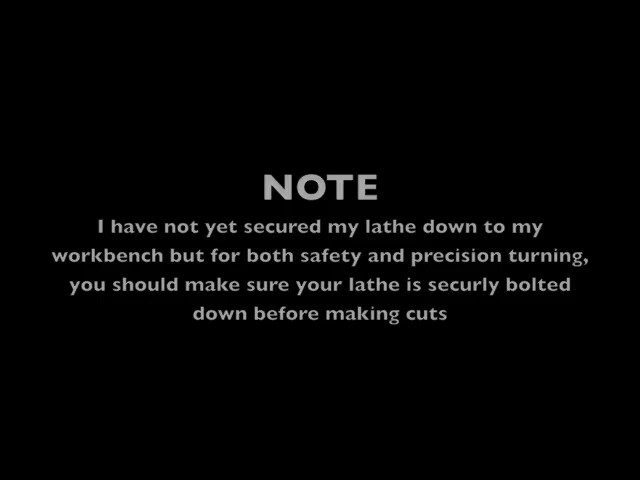 NOTE
I have not yet secured my lathe down to my
workbench but for both safety and precision turning,
you should make sure your lathe is securly bolted
down before making cuts